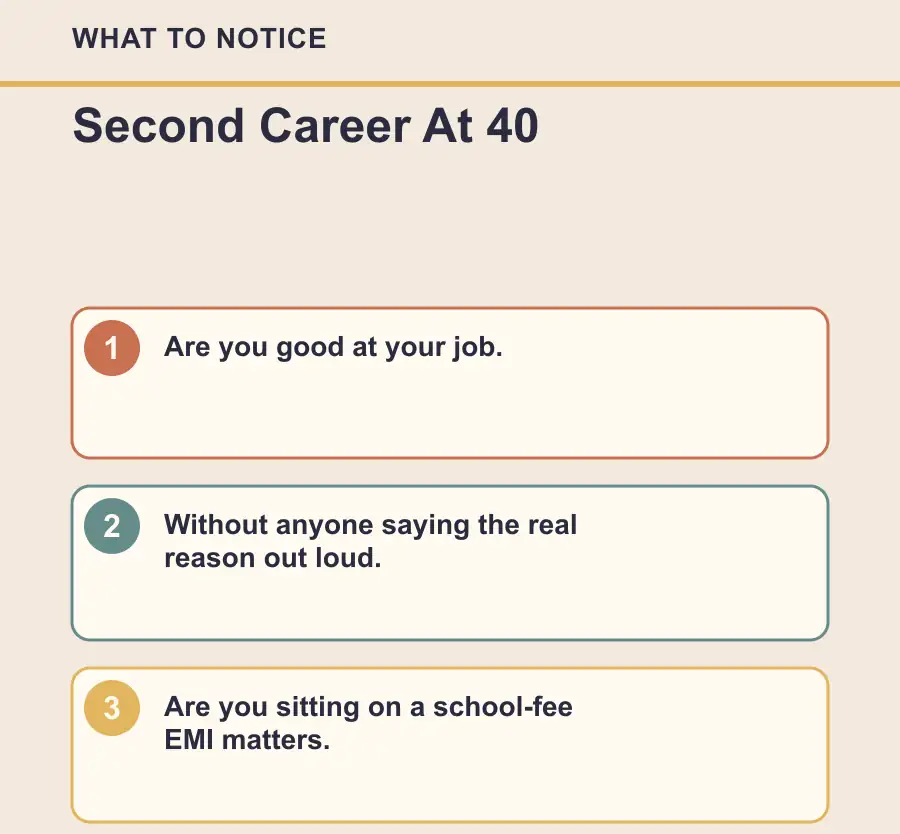 WHAT TO NOTICE
Second Career At 40
1
Are you good at your job.
2
Without anyone saying the real
reason out loud.
3
Are you sitting on a school-fee
EMI matters.